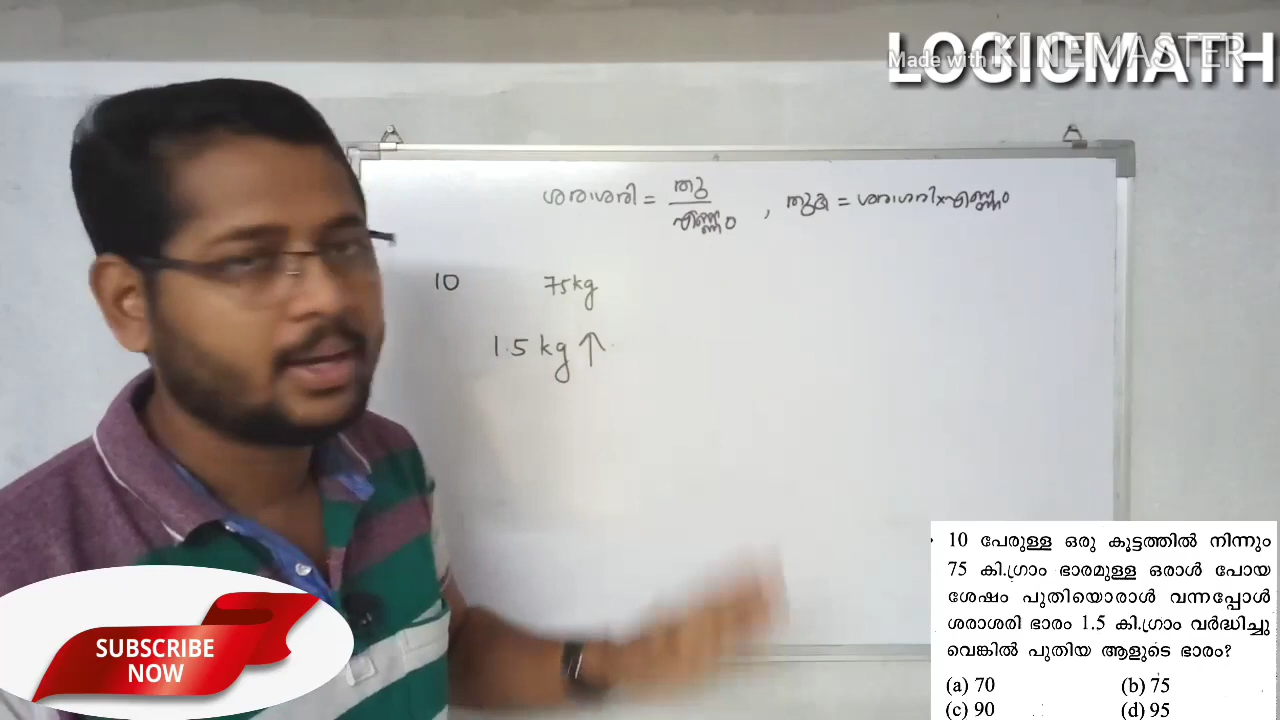 LOGICMATH
Made with KINEMASTER
ശരാശരി = തു / എണ്ണം , തുക = ശരാശരി×എണ്ണം
10 75kg
1.5 kg ↑
SUBSCRIBE
NOW
10 പേരുള്ള ഒരു കൂട്ടത്തിൽ നിന്നും
75 കി.ഗ്രാം ഭാരമുള്ള ഒരാൾ പോയ
ശേഷം പുതിയൊരാൾ വന്നപ്പോൾ
ശരാശരി ഭാരം 1.5 കി.ഗ്രാം വർദ്ധിച്ചു
വെങ്കിൽ പുതിയ ആളുടെ ഭാരം?
(a) 70 (b) 75
(c) 90 (d) 95